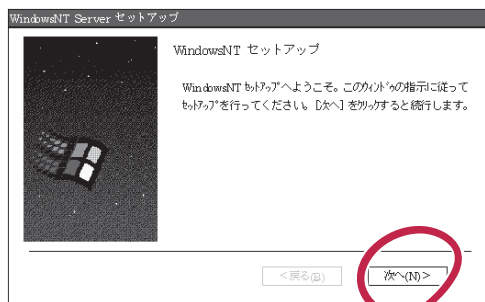 WindowsNT Server セットアップ
WindowsNT セットアップ
WindowsNT ｾｯﾄｱｯﾌﾟへようこそ。このｳｨﾝﾄﾞｳの指示に従って
ｾｯﾄｱｯﾌﾟを行ってください。[次へ] をｸﾘｯｸすると続行します。
＜戻る(B)
次へ(N)＞